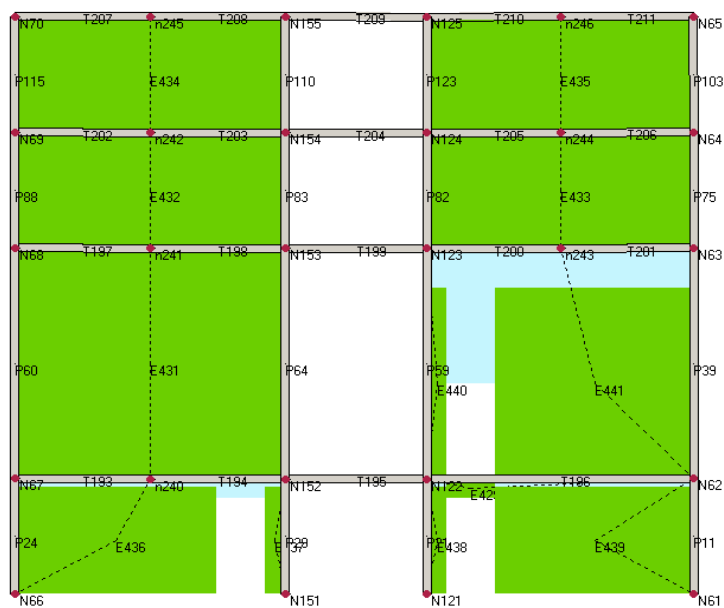 N70 T207 n245 T208 N155 T209 N125 T210 n246 T211 N65
P115 E434 P110 P123 E435 P103
N69 T202 n242 T203 N154 T204 N124 T205 n244 T206 N64
P88 E432 P83 P82 E433 P75
N68 T197 n241 T198 N153 T199 N123 T200 n243 T201 N63
P60 E431 P64 P59 P39
E440 E441
N67 T193 n240 T194 N152 T195 N122 T196 N62
P24 E436 P11
E438 E439
N66 N151 N121 N61